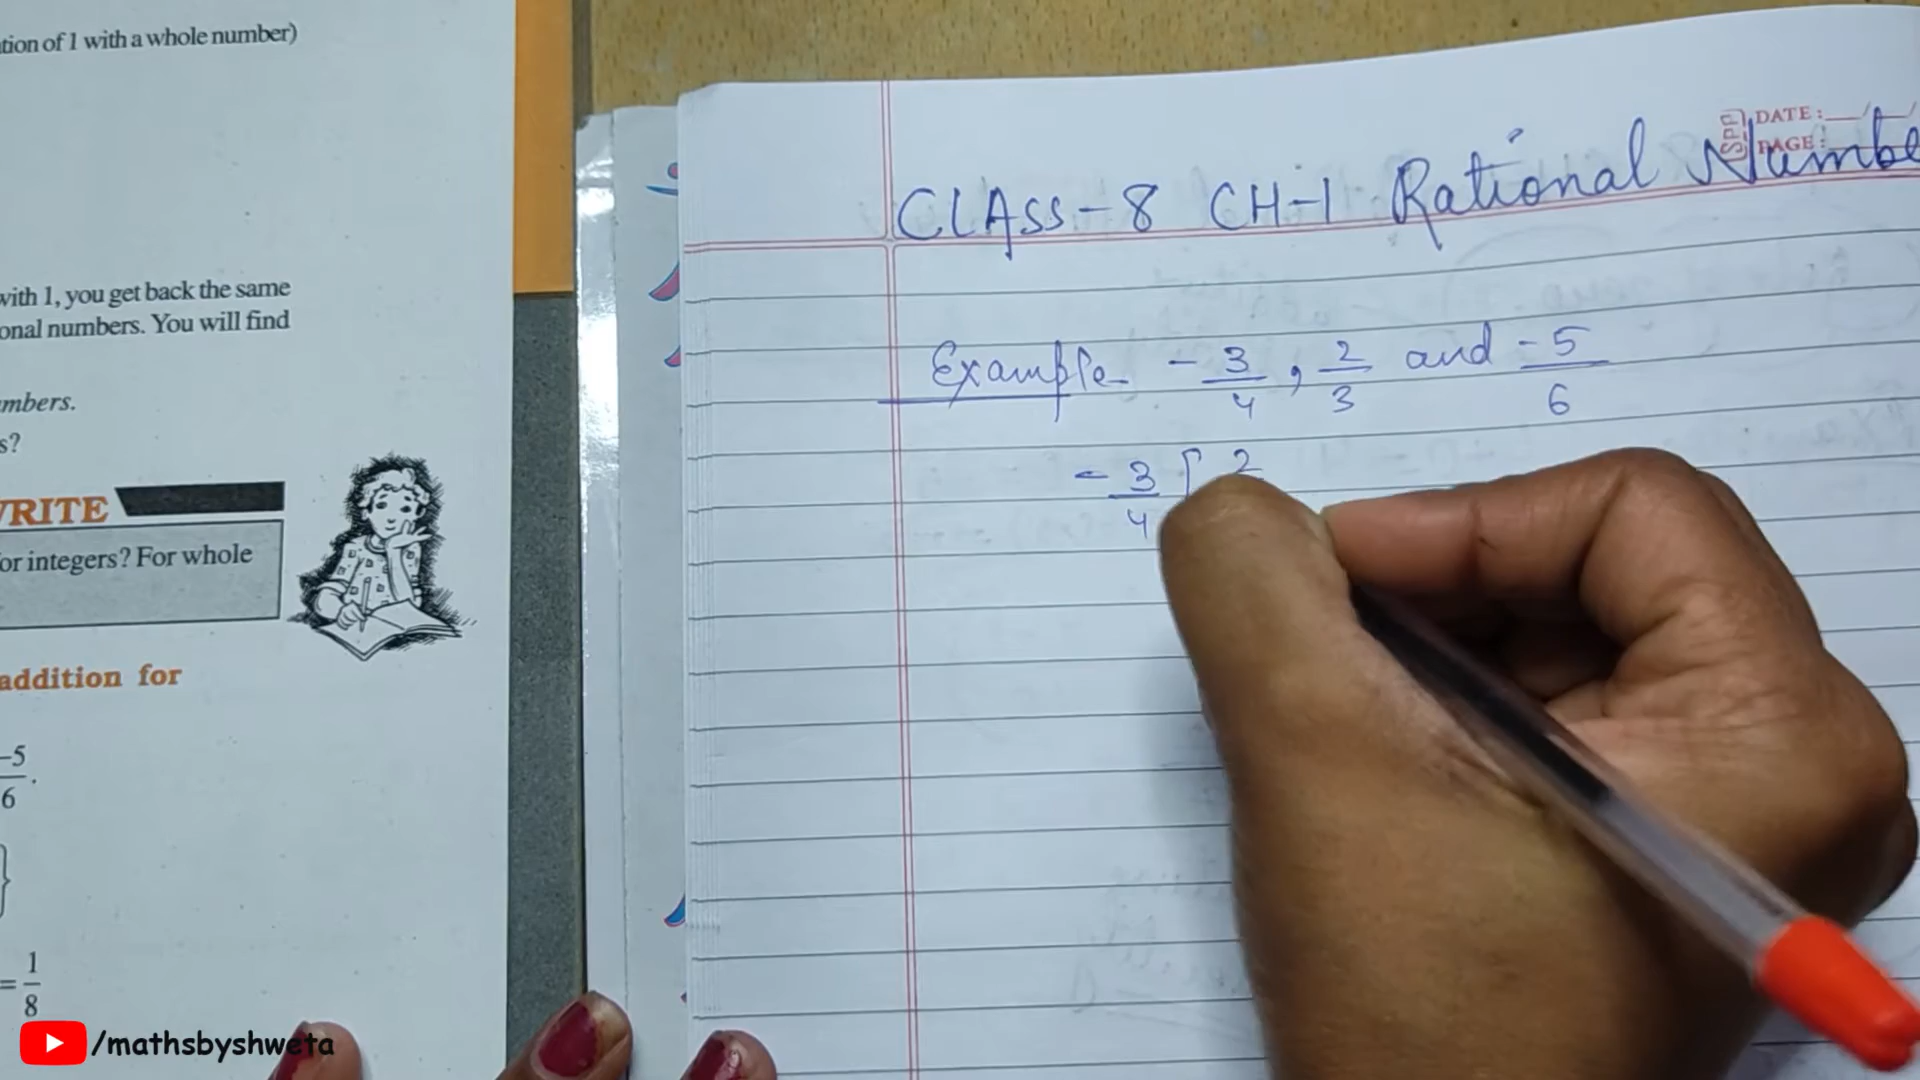 tion of 1 with a whole number)
with 1, you get back the same
onal numbers. You will find
mbers.
s?
WRITE
or integers? For whole
addition for
-5/6.
}
= 1/8
/mathsbyshweta
DATE: / /
PAGE:
CLASS-8 CH-1 Rational Numbe
Example - 3/4, 2/3 and -5/6
- 3/4 [ 2